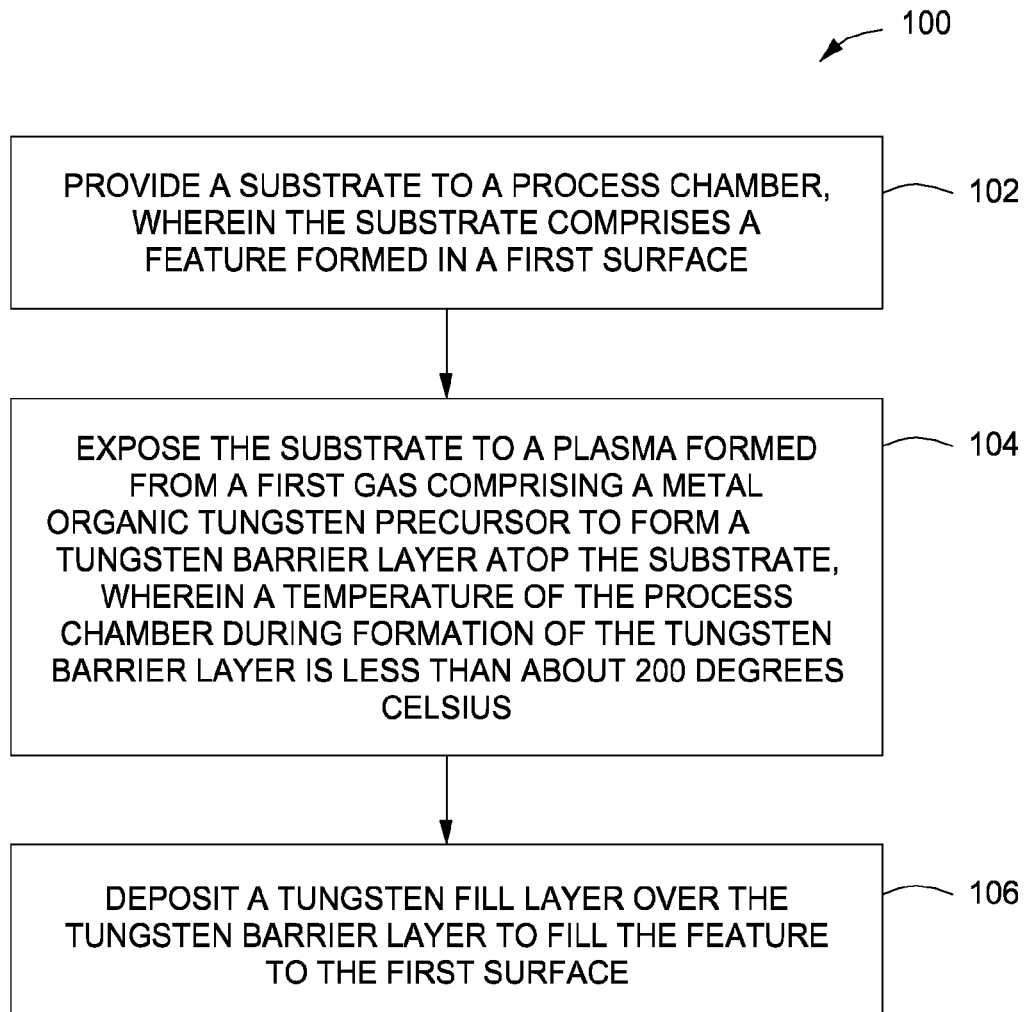 100
PROVIDE A SUBSTRATE TO A PROCESS CHAMBER,
WHEREIN THE SUBSTRATE COMPRISES A
FEATURE FORMED IN A FIRST SURFACE
102
EXPOSE THE SUBSTRATE TO A PLASMA FORMED
FROM A FIRST GAS COMPRISING A METAL
ORGANIC TUNGSTEN PRECURSOR TO FORM A
TUNGSTEN BARRIER LAYER ATOP THE SUBSTRATE,
WHEREIN A TEMPERATURE OF THE PROCESS
CHAMBER DURING FORMATION OF THE TUNGSTEN
BARRIER LAYER IS LESS THAN ABOUT 200 DEGREES
CELSIUS
104
DEPOSIT A TUNGSTEN FILL LAYER OVER THE
TUNGSTEN BARRIER LAYER TO FILL THE FEATURE
TO THE FIRST SURFACE
106